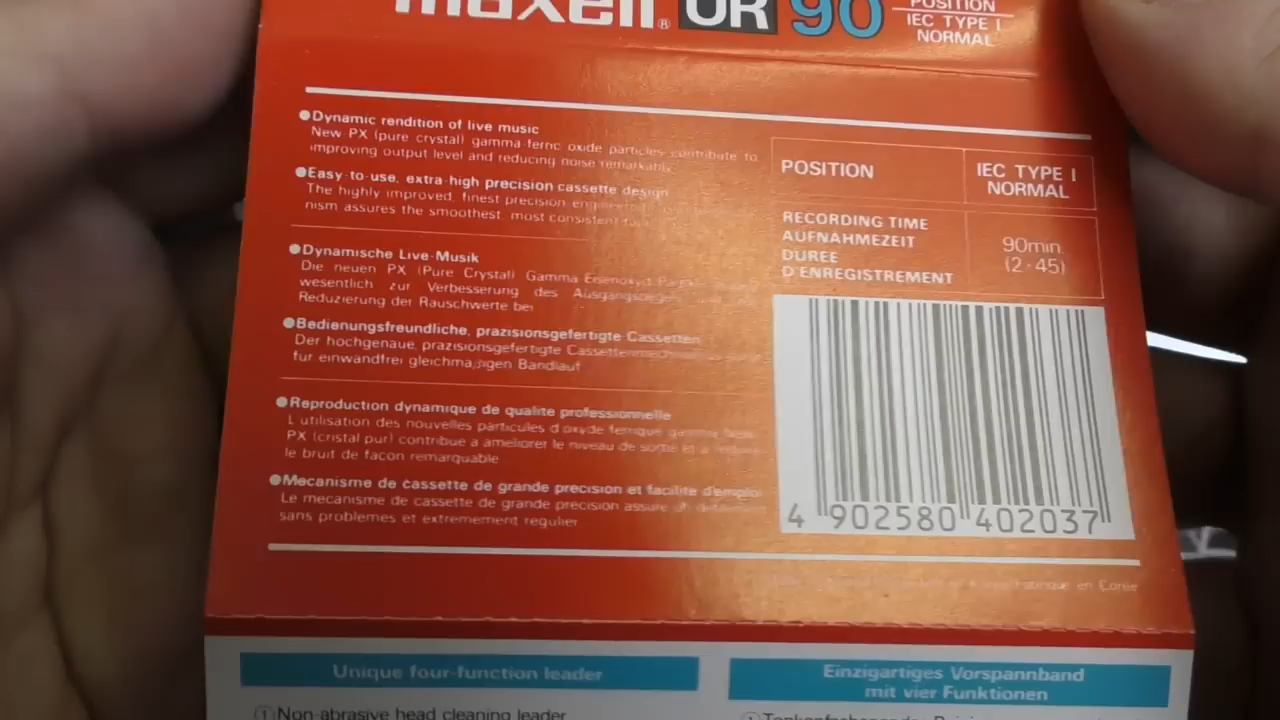 maxell® UR 90
POSITION
IEC TYPE I
NORMAL
●Dynamic rendition of live music
New PX (pure crystal) gamma ferric oxide particles contribute to
improving output level and reducing noise remarkably.
●Easy-to-use, extra-high precision cassette design
The highly improved, finest precision
nism assures the smoothest, most consistent
●Dynamische Live-Musik
Die neuen PX (Pure Crystal) Gamma Eisenoxyd
wesentlich zur Verbesserung des
Reduzierung der Rauschwerte bei
●Bedienungsfreundliche, prazisionsgefertigte Cassetten
Der hochgenaue, prazisionsgefertigte
fur einwandfrei gleichmaßigen Bandlauf
●Reproduction dynamique de qualite professionnelle
L utilisation des nouvelles particules d oxyde ferrique gamma
PX (cristal pur) contribue a ameliorer le niveau de sortie et a
le bruit de façon remarquable
●Mecanisme de cassette de grande precision et facilite d'emploi
Le mecanisme de cassette de grande precision assure
sans problemes et extremement regulier
POSITION
IEC TYPE I
NORMAL
RECORDING TIME
AUFNAHMEZEIT
DUREE
D'ENREGISTREMENT
90min.
(2×45)
4 902580 402037
en Corée
Unique four-function leader
① Non-abrasive head cleaning leader
Einzigartiges Vorspannband
mit vier Funktionen